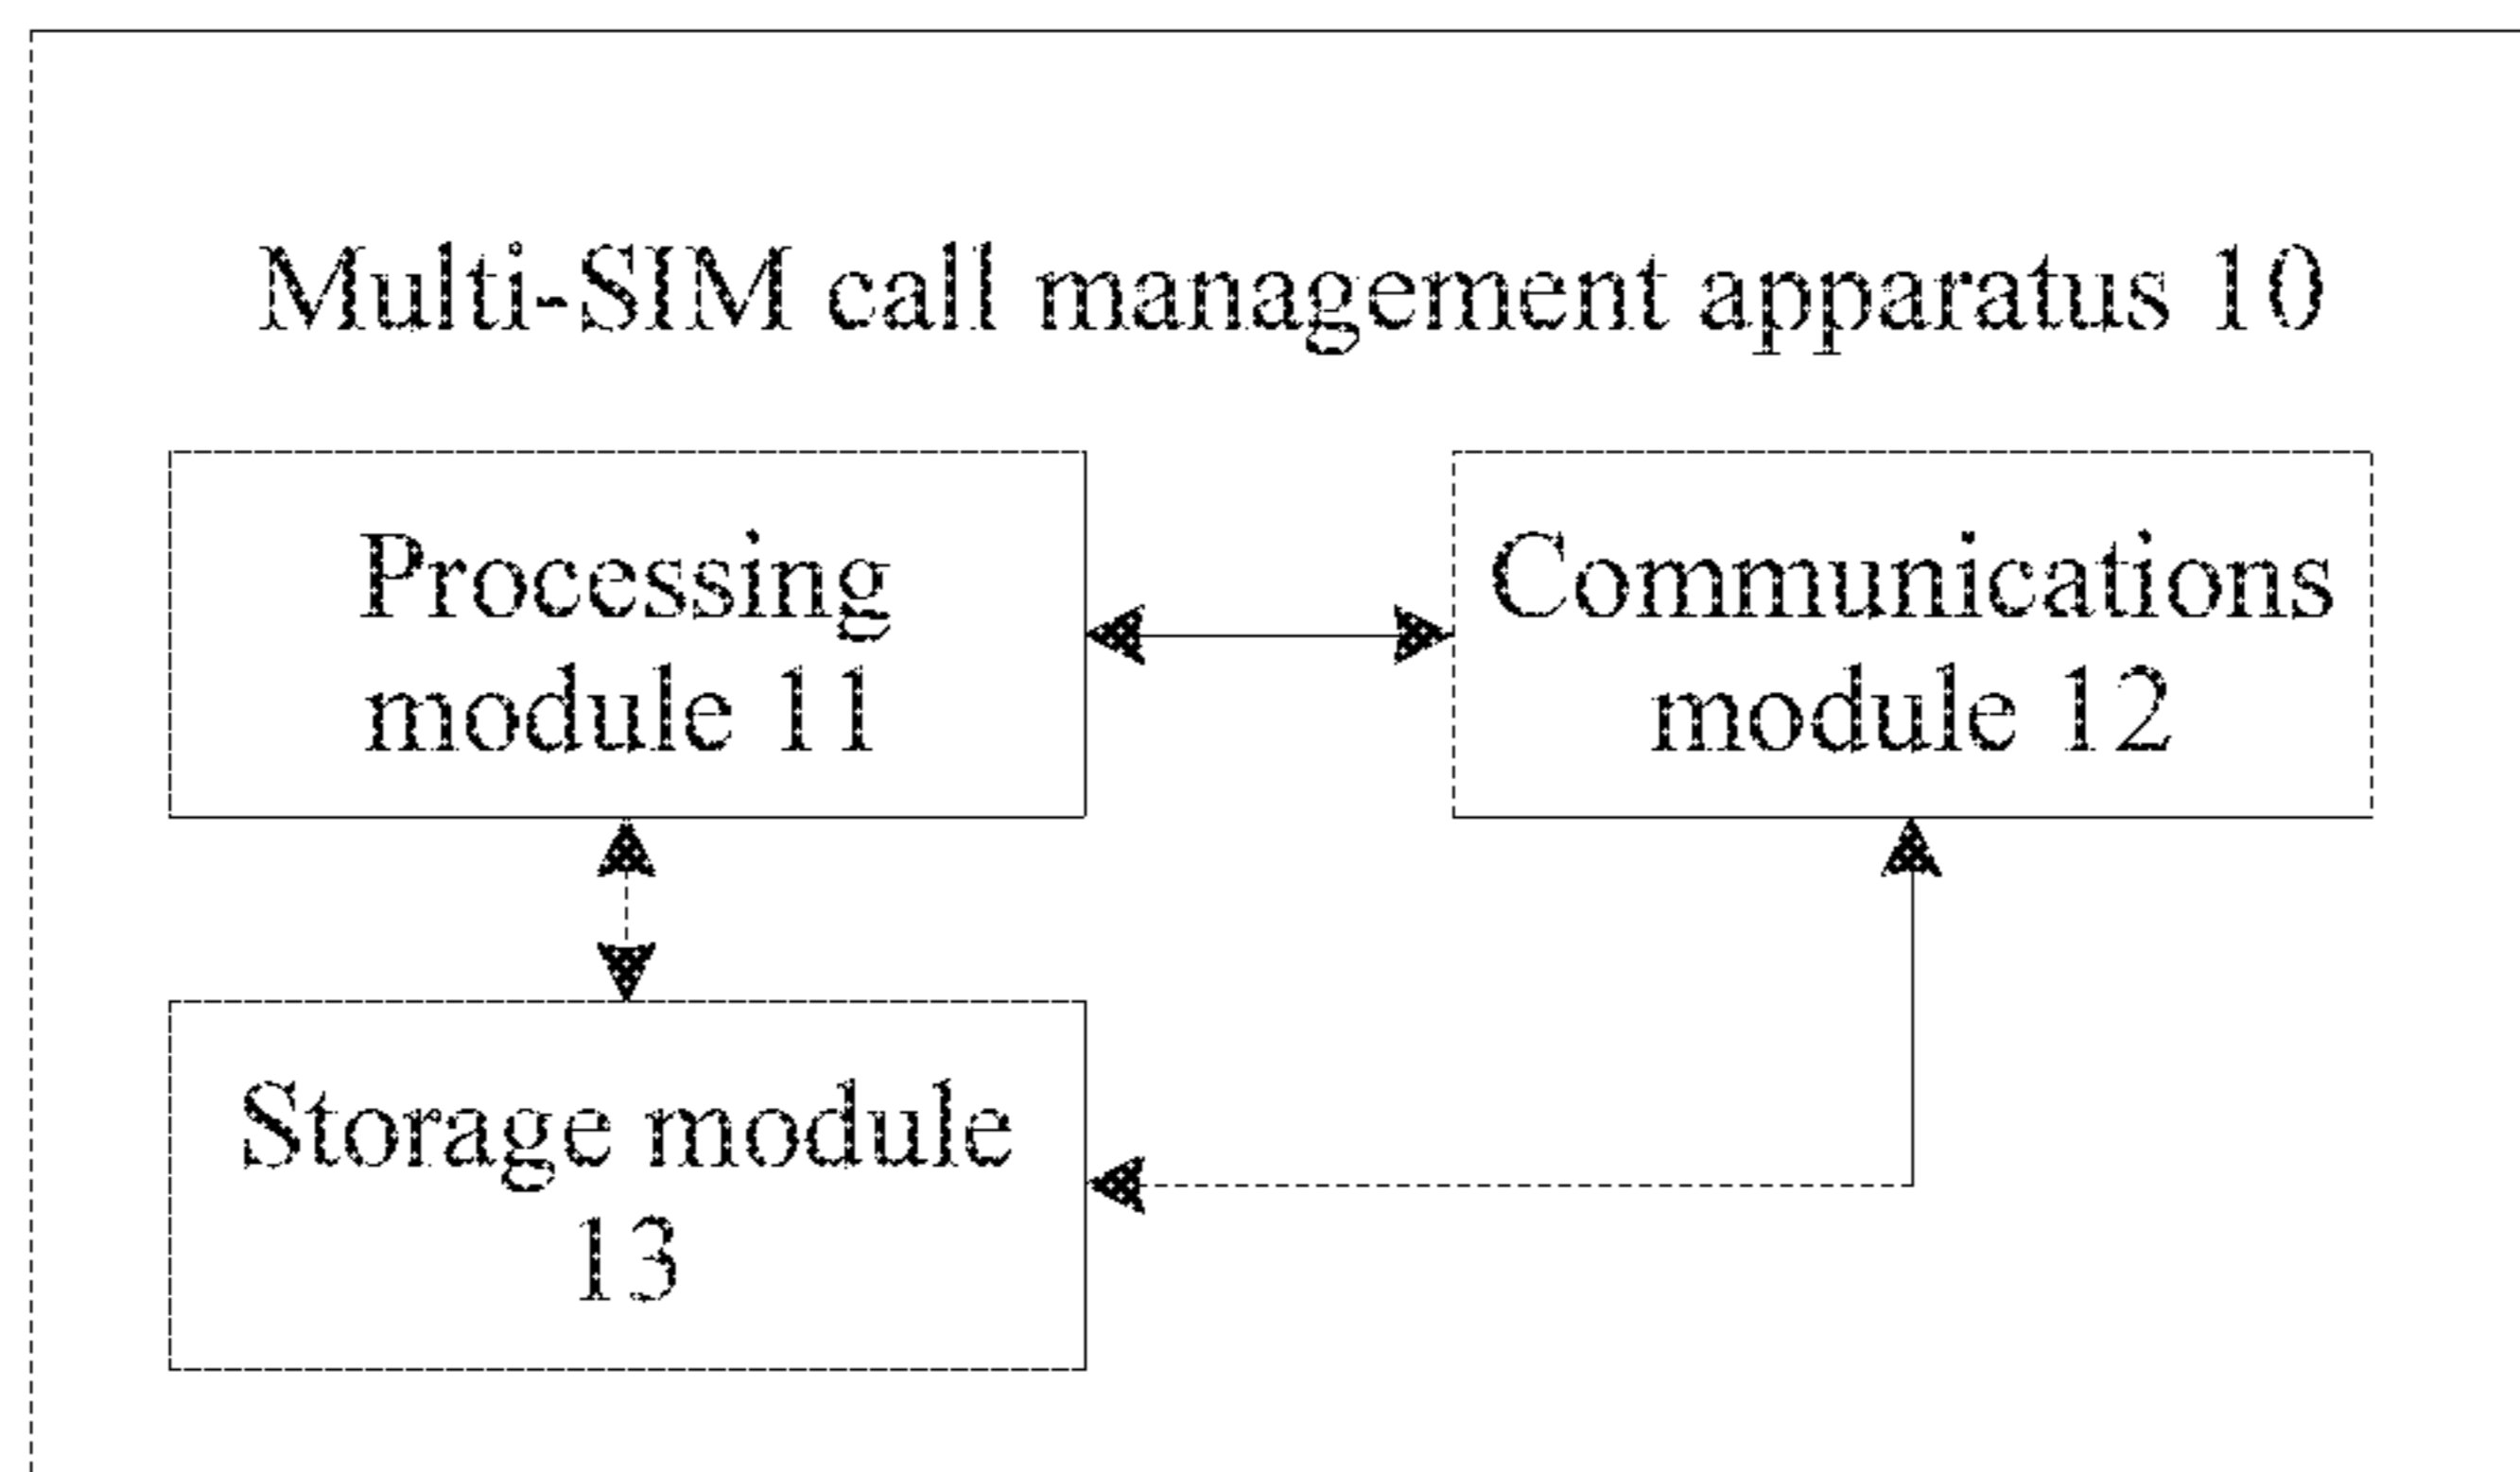 Multi-SIM call management apparatus 10
Processing
module 11
Communications
module 12
Storage module
13